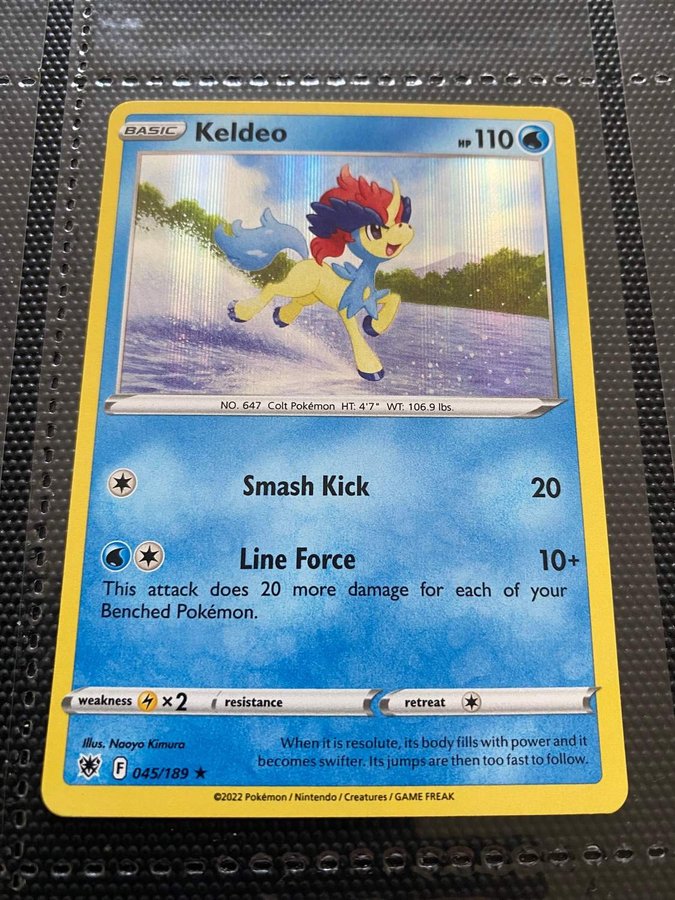 BASIC Keldeo HP 110
NO. 647 Colt Pokémon HT: 4'7" WT: 106.9 lbs.
Smash Kick 20
Line Force 10+
This attack does 20 more damage for each of your
Benched Pokémon.
weakness ×2 resistance retreat
Illus. Naoyo Kimura
When it is resolute, its body fills with power and it
becomes swifter. Its jumps are then too fast to follow.
F 045/189 ★
©2022 Pokémon / Nintendo / Creatures / GAME FREAK